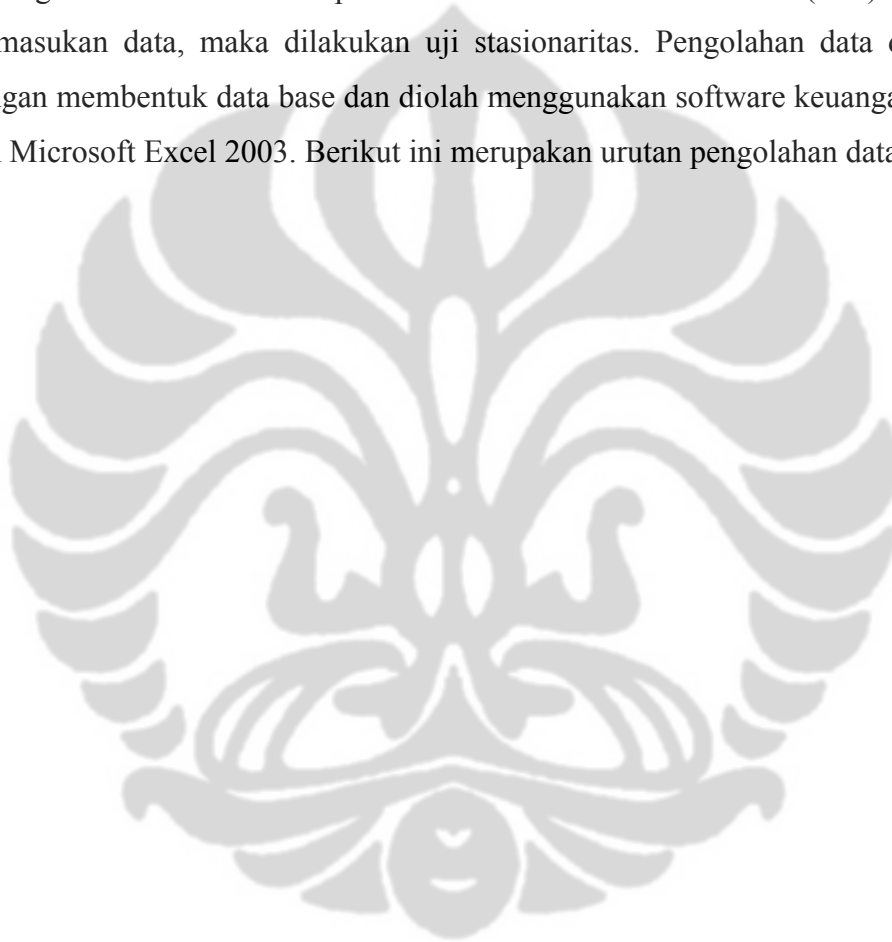 masukan data, maka dilakukan uji stasionaritas. Pengolahan data
ngan membentuk data base dan diolah menggunakan software keuanga
Microsoft Excel 2003. Berikut ini merupakan urutan pengolahan data